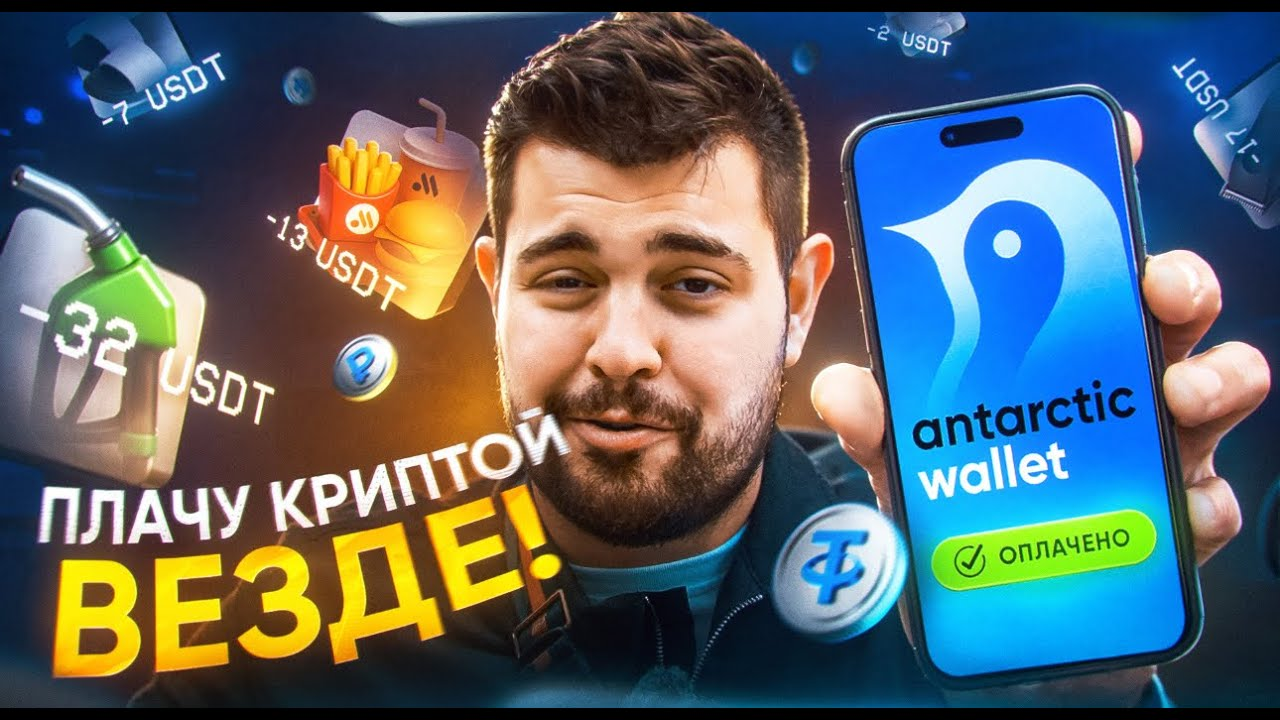 -7 USDT
-2 USDT
-17 USDT
-13 USDT
-32 USDT
ПЛАЧУ КРИПТОЙ
ВЕЗДЕ!
antarctic
wallet
ОПЛАЧЕНО